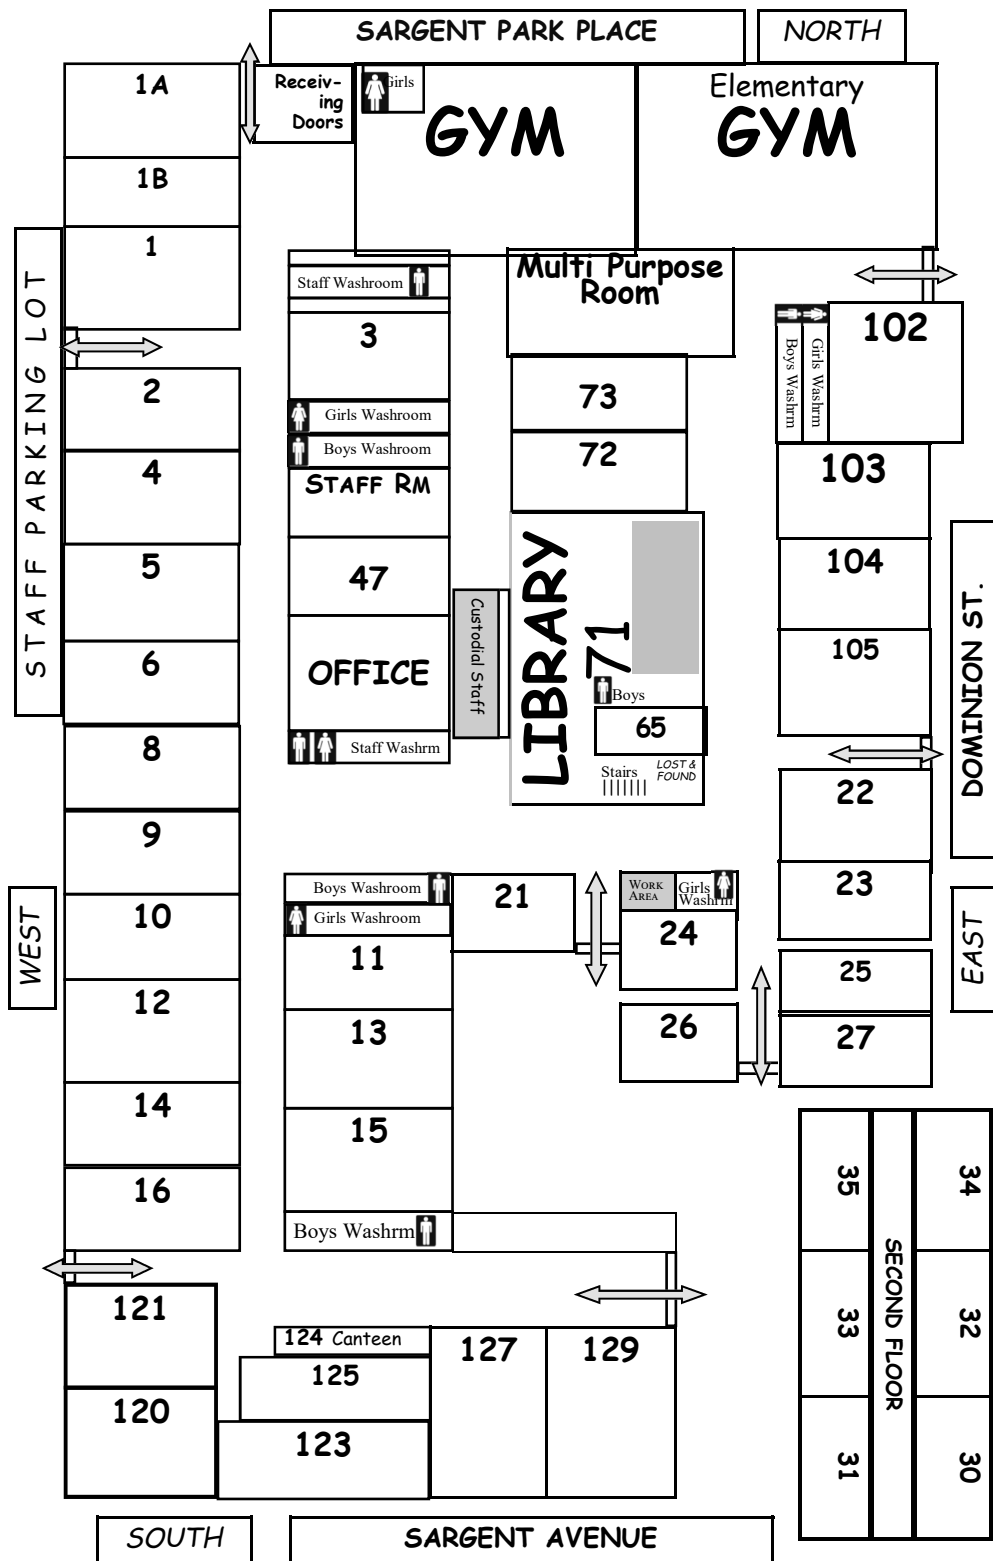 SARGENT PARK PLACE
NORTH
1A
Receiv-
ing
Doors
Girls
GYM
Elementary
GYM
1B
1
STAFF PARKING LOT
Staff Washroom
Multi Purpose
Room
3
102
Boys Washrm
Girls Washrm
2
73
Girls Washroom
Boys Washroom
72
4
STAFF RM
103
5
47
LIBRARY
71
104
DOMINION ST.
Custodial Staff
6
OFFICE
105
Boys
65
8
Staff Washrm
Stairs
LOST &
FOUND
22
9
23
WEST
Boys Washroom
21
WORK
AREA
Girls
Washrm
EAST
10
Girls Washroom
24
11
25
12
13
26
27
14
15
35
34
16
Boys Washrm
SECOND FLOOR
121
33
32
124 Canteen
127
129
125
120
123
31
30
SOUTH
SARGENT AVENUE